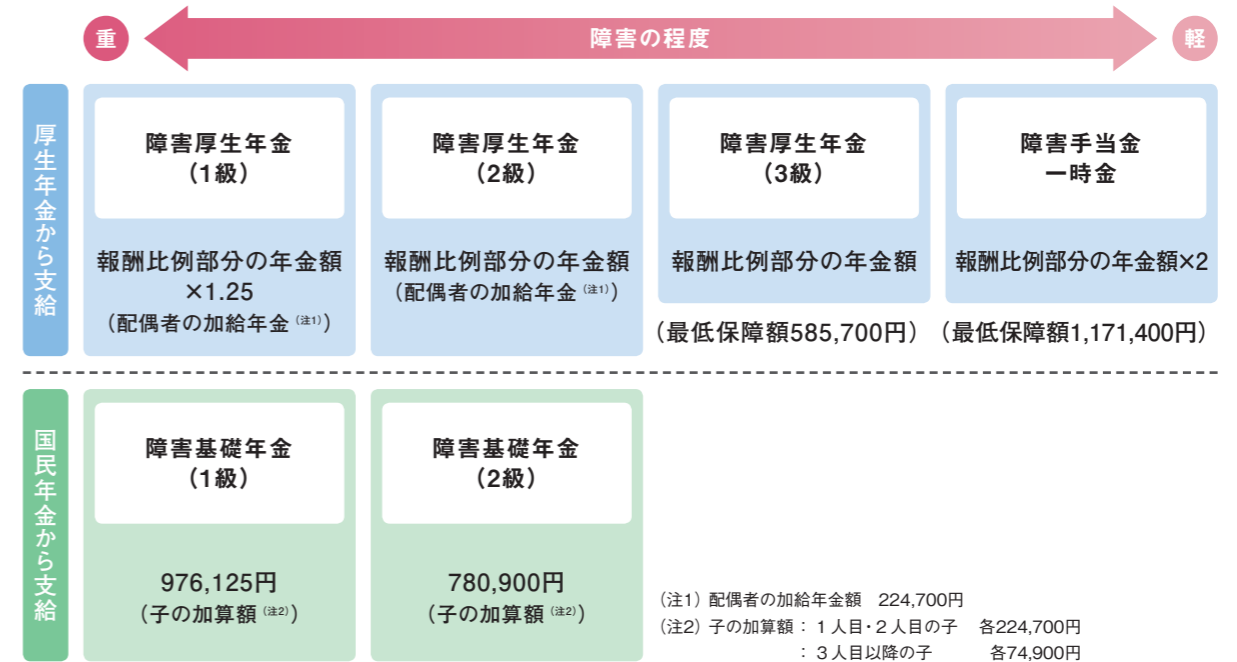 重
障害の程度
軽
厚生年金から支給
障害厚生年金
（1級）
報酬比例部分の年金額
×1.25
（配偶者の加給年金（注1））
障害厚生年金
（2級）
報酬比例部分の年金額
（配偶者の加給年金（注1））
障害厚生年金
（3級）
報酬比例部分の年金額
（最低保障額585,700円）
障害手当金
一時金
報酬比例部分の年金額×2
（最低保障額1,171,400円）
国民年金から支給
障害基礎年金
（1級）
976,125円
（子の加算額（注2））
障害基礎年金
（2級）
780,900円
（子の加算額（注2））
（注1）配偶者の加給年金額　224,700円
（注2）子の加算額：１人目・２人目の子　各224,700円
：３人目以降の子　各74,900円